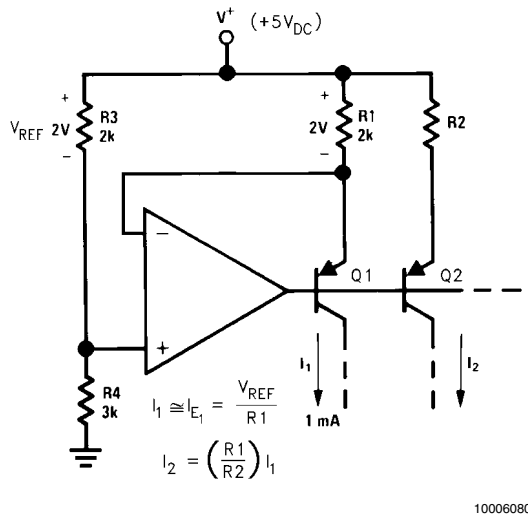 V+ (+5VDC)
+
R3
VREF 2V
2k
−
+
R1
2V
2k
−
R2
−
+
Q1
Q2
R4
3k
I1
1 mA
I2
I1 ≅ IE1 = VREF / R1
I2 = (R1 / R2) I1
10006080